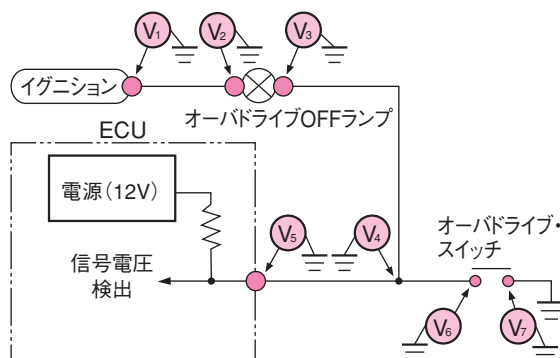 V1
V2
V3
イグニション
オーバドライブOFFランプ
ECU
電源(12V)
信号電圧
検出
V5
V4
オーバドライブ・
スイッチ
V6
V7